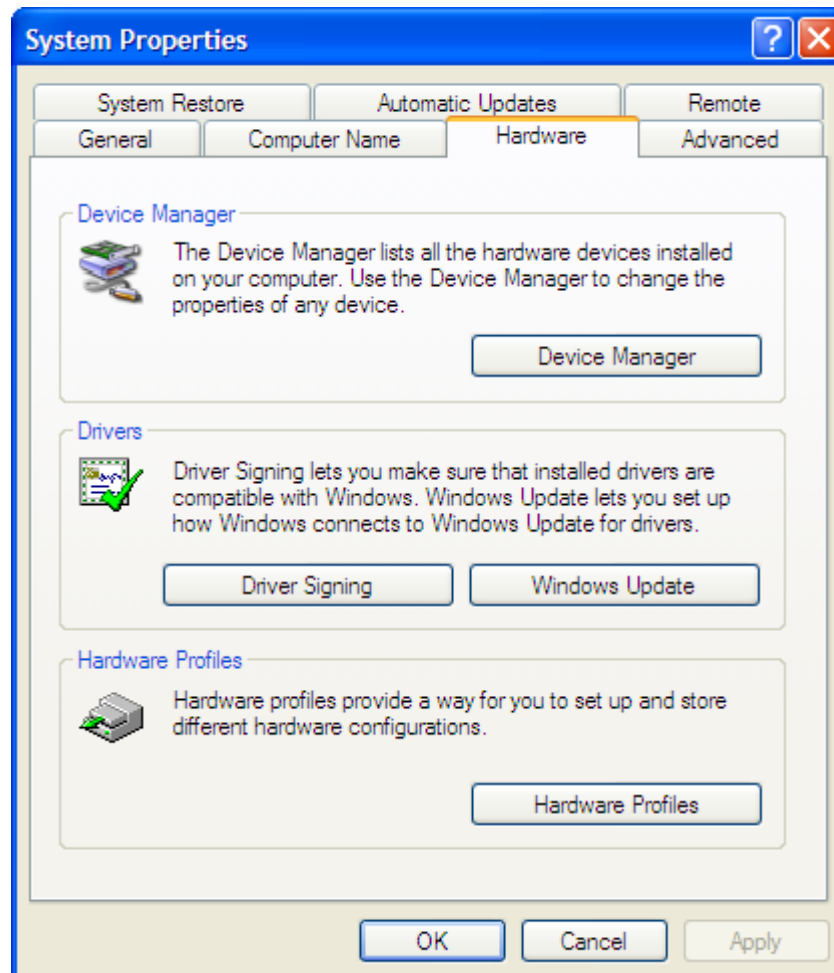 System Properties
System Restore
Automatic Updates
Remote
General
Computer Name
Hardware
Advanced
Device Manager
The Device Manager lists all the hardware devices installed
on your computer. Use the Device Manager to change the
properties of any device.
Device Manager
Drivers
Driver Signing lets you make sure that installed drivers are
compatible with Windows. Windows Update lets you set up
how Windows connects to Windows Update for drivers.
Driver Signing
Windows Update
Hardware Profiles
Hardware profiles provide a way for you to set up and store
different hardware configurations.
Hardware Profiles
OK
Cancel
Apply